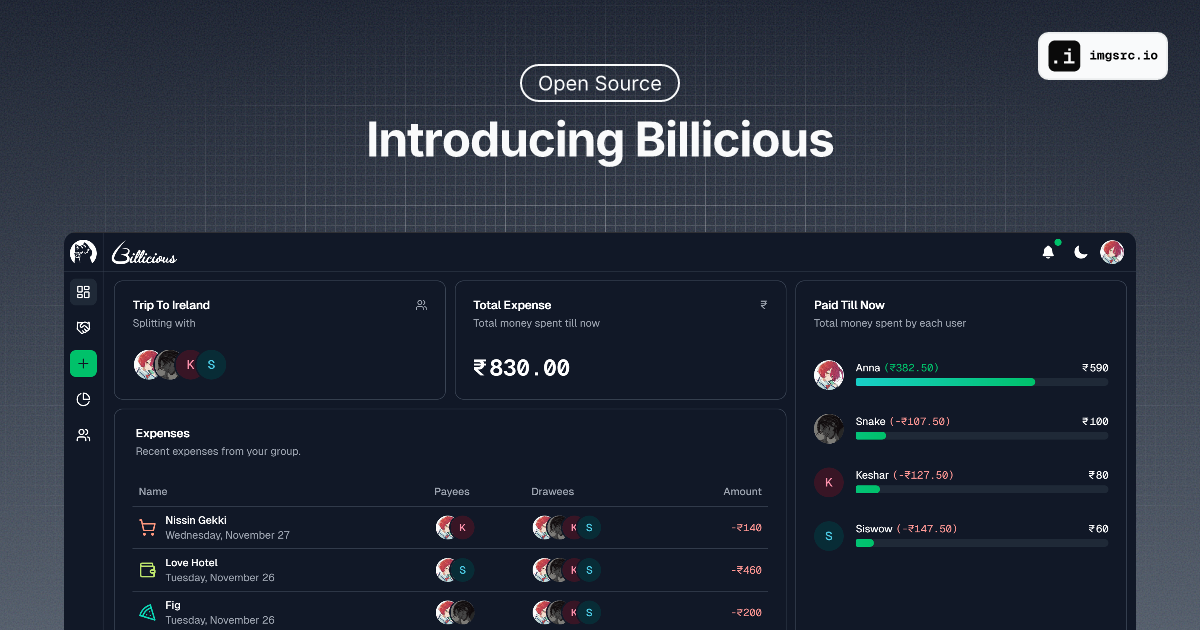 .i imgsrc.io
Open Source
Introducing Billicious
Billicious
Trip To Ireland
Splitting with
K S
Total Expense ₹
Total money spent till now
₹830.00
Paid Till Now
Total money spent by each user
Anna (₹382.50) ₹590
Snake (-₹107.50) ₹100
K Keshar (-₹127.50) ₹80
S Siswow (-₹147.50) ₹60
Expenses
Recent expenses from your group.
Name Payees Drawees Amount
Nissin Gekki K K S -₹140
Wednesday, November 27
Love Hotel S K S -₹460
Tuesday, November 26
Fig K S -₹200
Tuesday, November 26